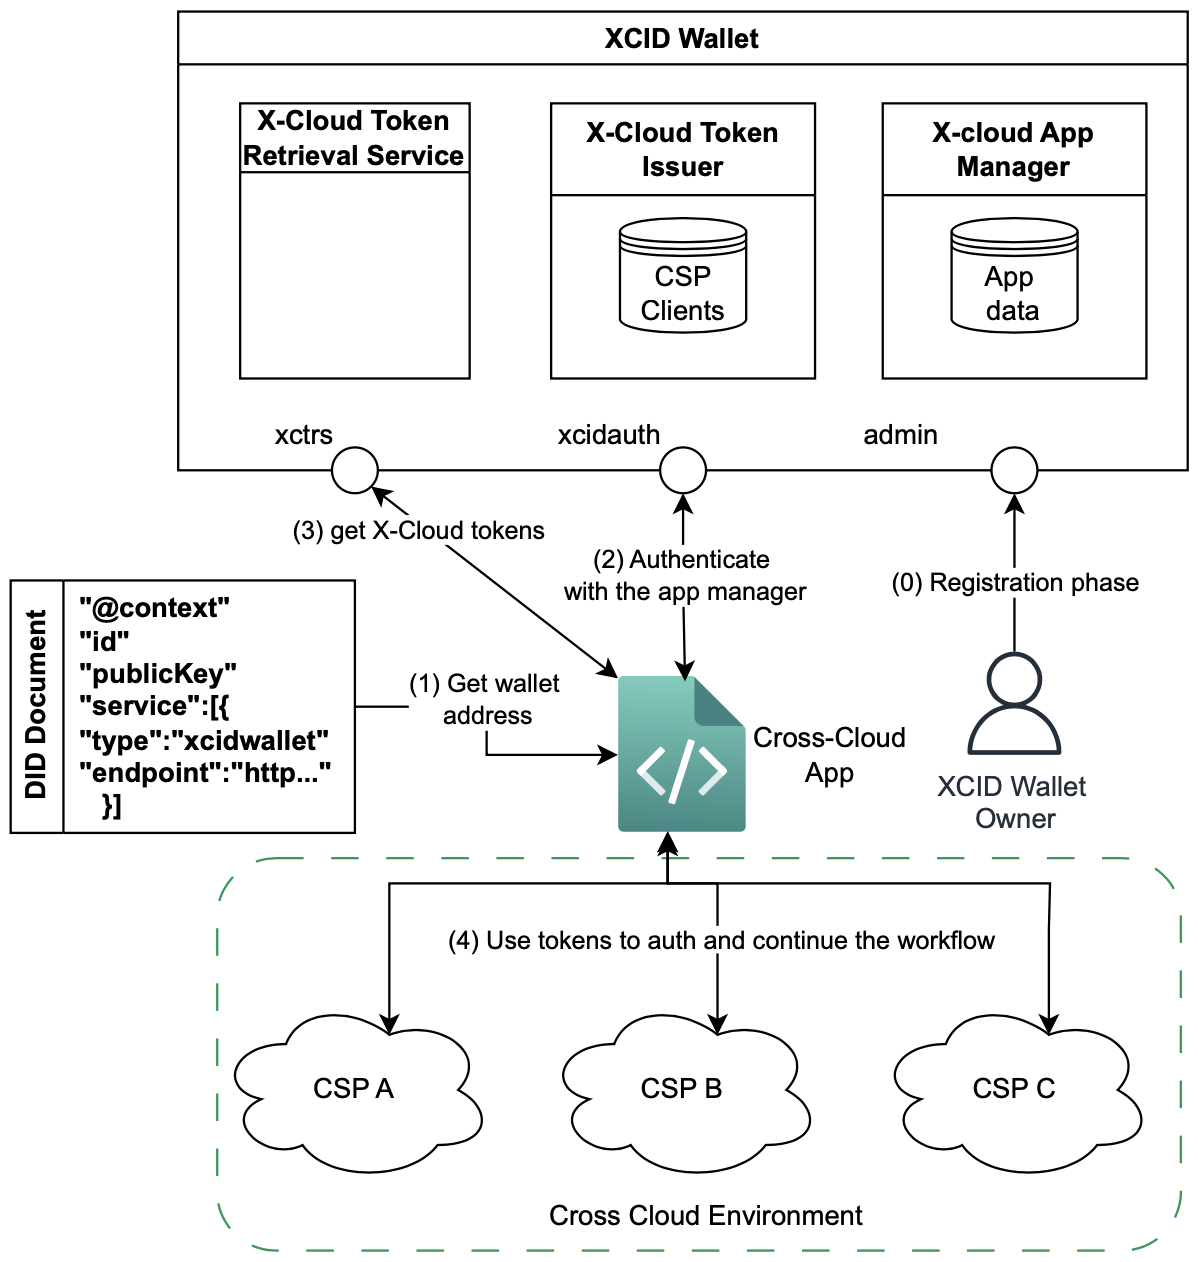 XCID Wallet
X-Cloud Token
Retrieval Service
X-Cloud Token
Issuer
CSP
Clients
X-cloud App
Manager
App
data
xctrs
xcidauth
admin
(3) get X-Cloud tokens
(2) Authenticate
with the app manager
(0) Registration phase
DID Document
"@context"
"id"
"publicKey"
"service":[{
"type":"xcidwallet"
"endpoint":"http..."
}]
(1) Get wallet
address
Cross-Cloud
App
XCID Wallet
Owner
(4) Use tokens to auth and continue the workflow
CSP A
CSP B
CSP C
Cross Cloud Environment